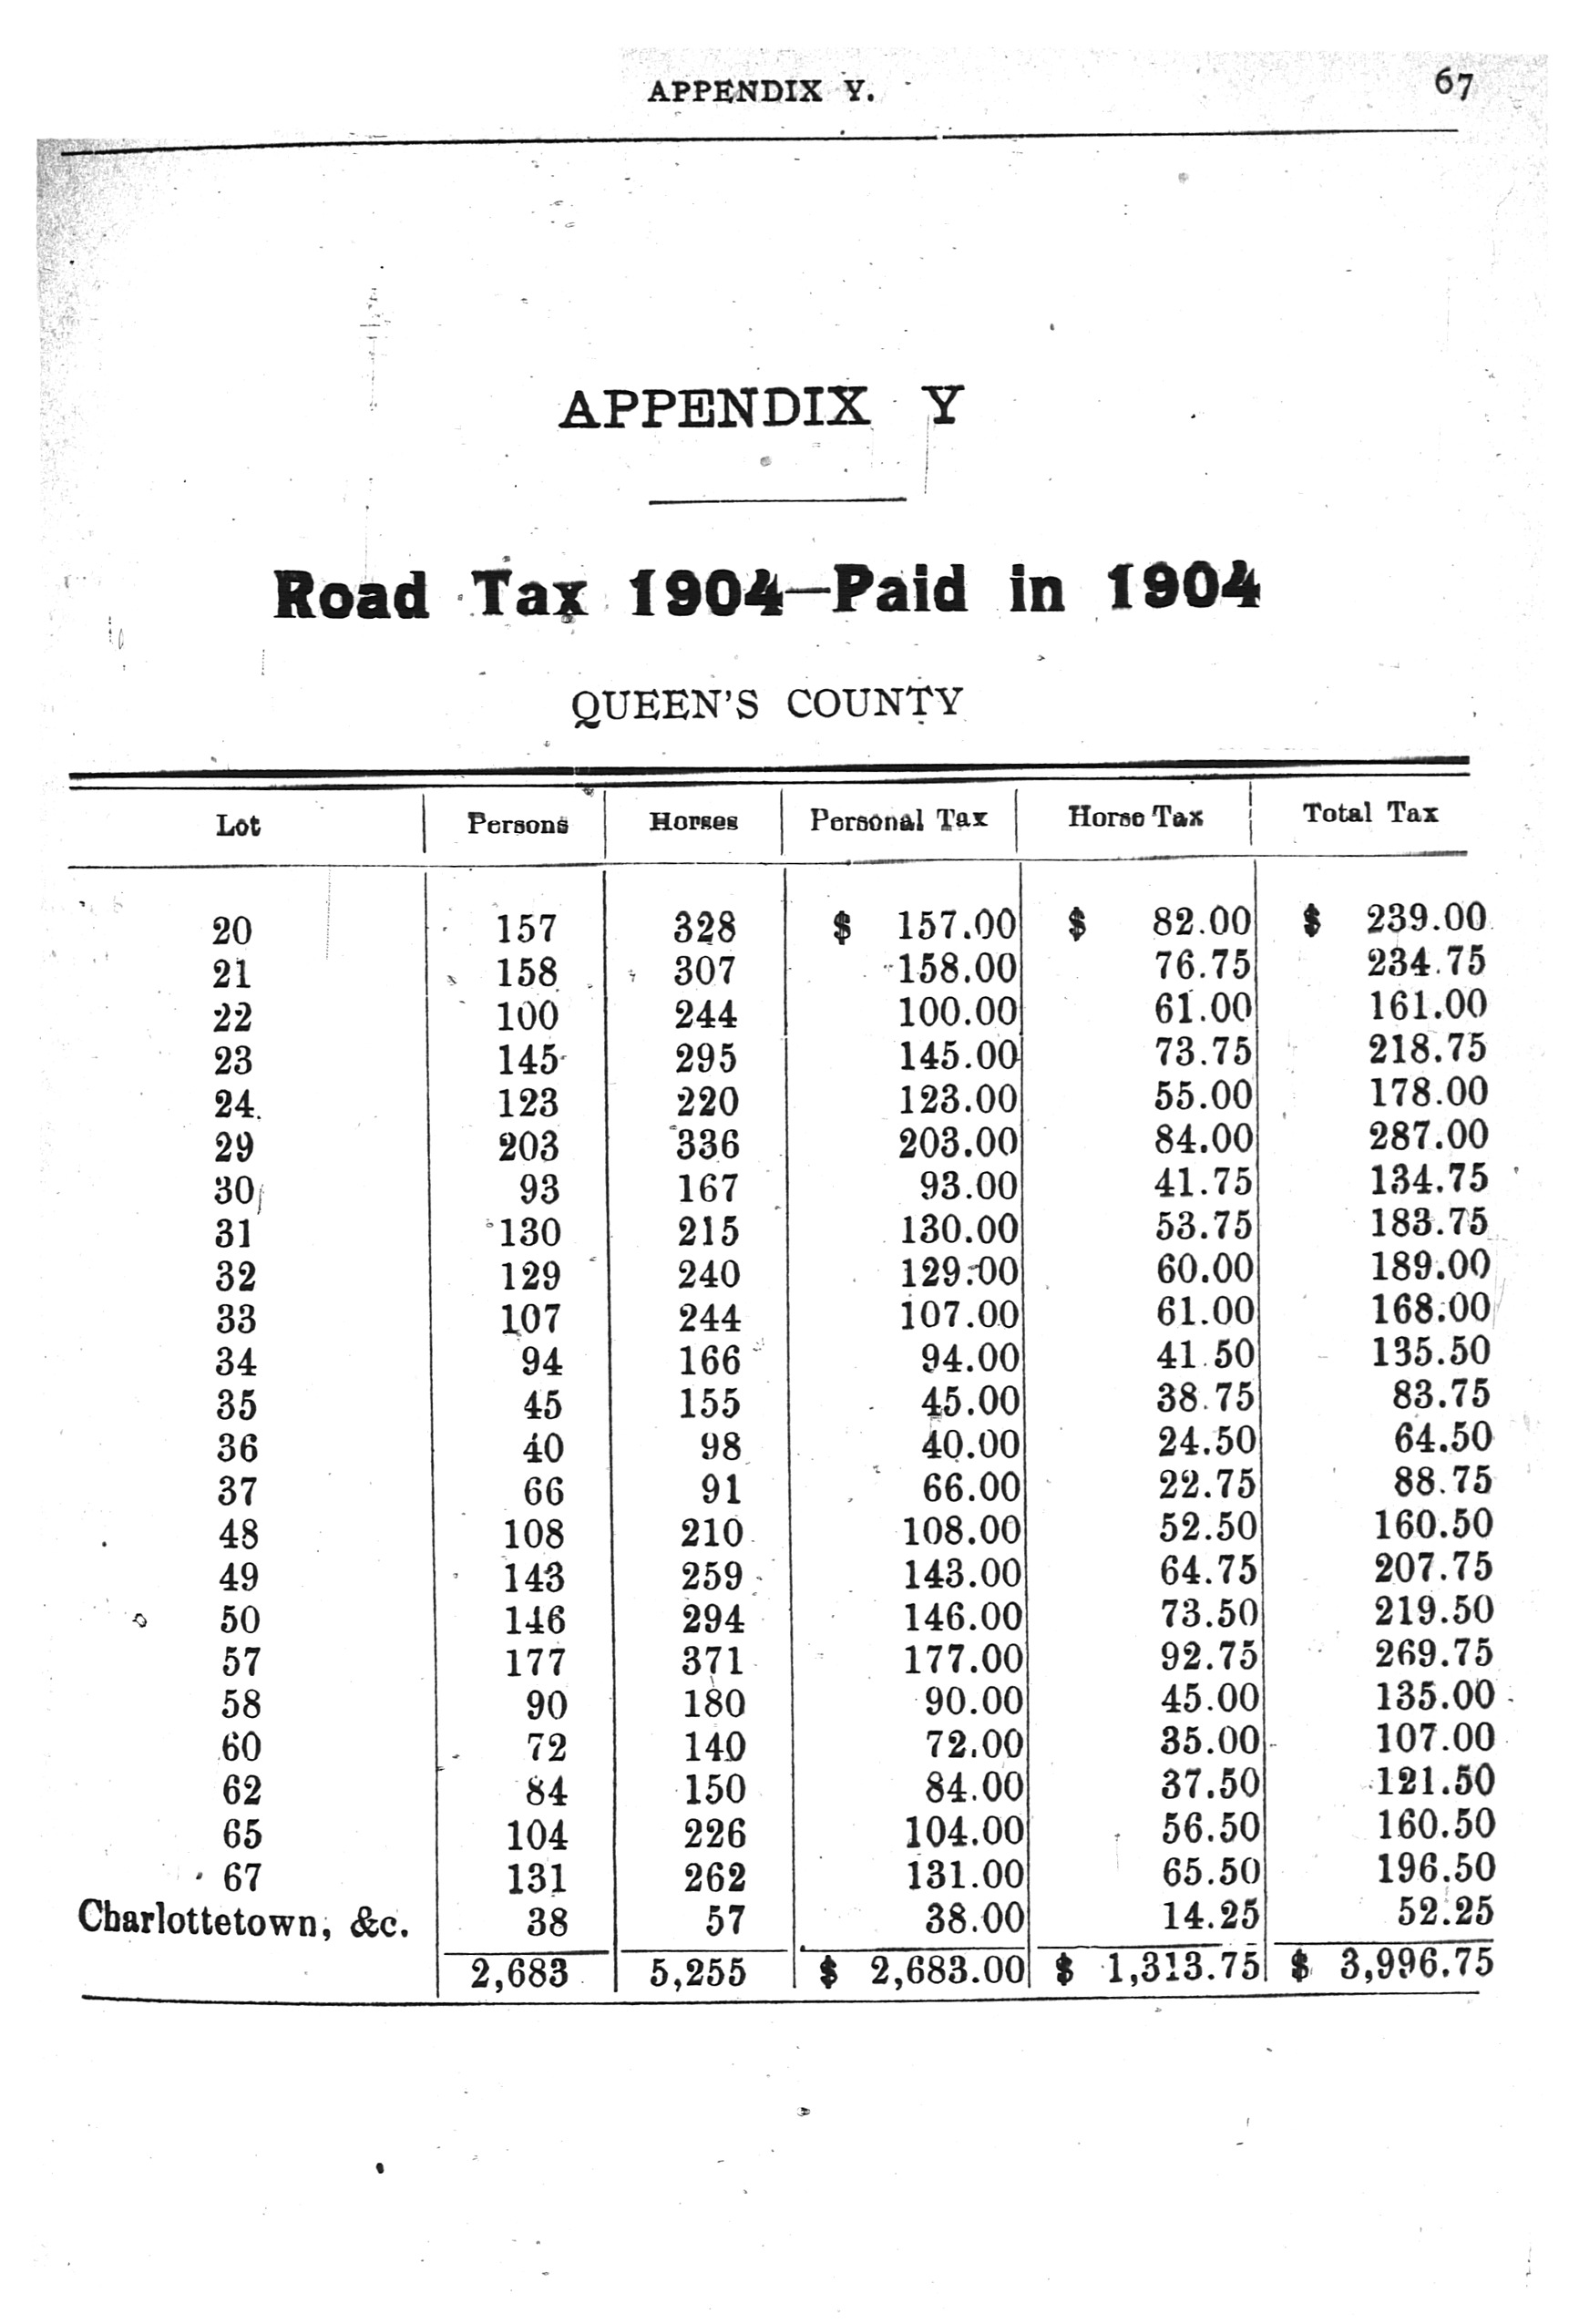 APPENDIX Y. 67
APPENDIX Y
Road Tax 1904—Paid in 1904
QUEEN'S COUNTY
Lot Persons Horses Personal Tax Horse Tax Total Tax
20 157 328 $ 157.00 $ 82.00 $ 239.00
21 158 307 158.00 76.75 234.75
22 100 244 100.00 61.00 161.00
23 145 295 145.00 73.75 218.75
24 123 220 123.00 55.00 178.00
29 203 336 203.00 84.00 287.00
30 93 167 93.00 41.75 134.75
31 130 215 130.00 53.75 183.75
32 129 240 129.00 60.00 189.00
33 107 244 107.00 61.00 168.00
34 94 166 94.00 41.50 135.50
35 45 155 45.00 38.75 83.75
36 40 98 40.00 24.50 64.50
37 66 91 66.00 22.75 88.75
48 108 210 108.00 52.50 160.50
49 143 259 143.00 64.75 207.75
50 146 294 146.00 73.50 219.50
57 177 371 177.00 92.75 269.75
58 90 180 90.00 45.00 135.00
60 72 140 72.00 35.00 107.00
62 84 150 84.00 37.50 121.50
65 104 226 104.00 56.50 160.50
67 131 262 131.00 65.50 196.50
Charlottetown, &c. 38 57 38.00 14.25 52.25
2,683 5,255 $ 2,683.00 $ 1,313.75 $ 3,996.75